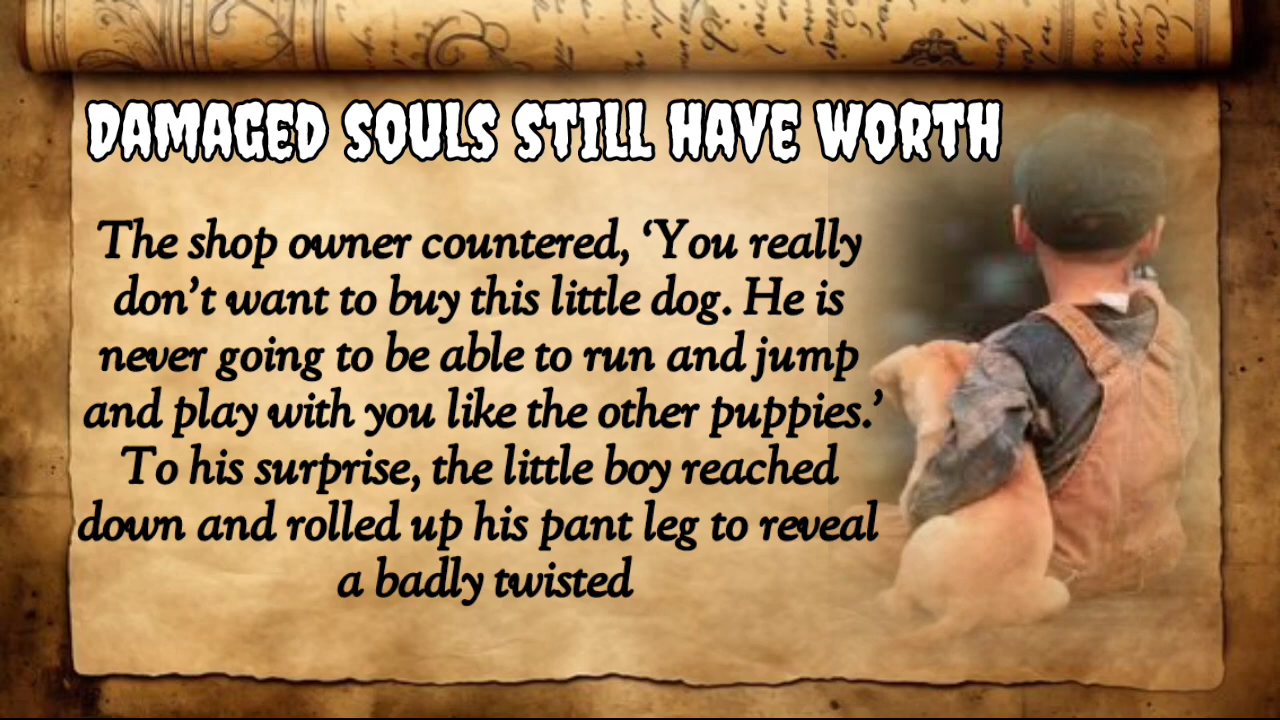 DAMAGED SOULS STILL HAVE WORTH
The shop owner countered, ‘You really
don’t want to buy this little dog. He is
never going to be able to run and jump
and play with you like the other puppies.’
To his surprise, the little boy reached
down and rolled up his pant leg to reveal
a badly twisted